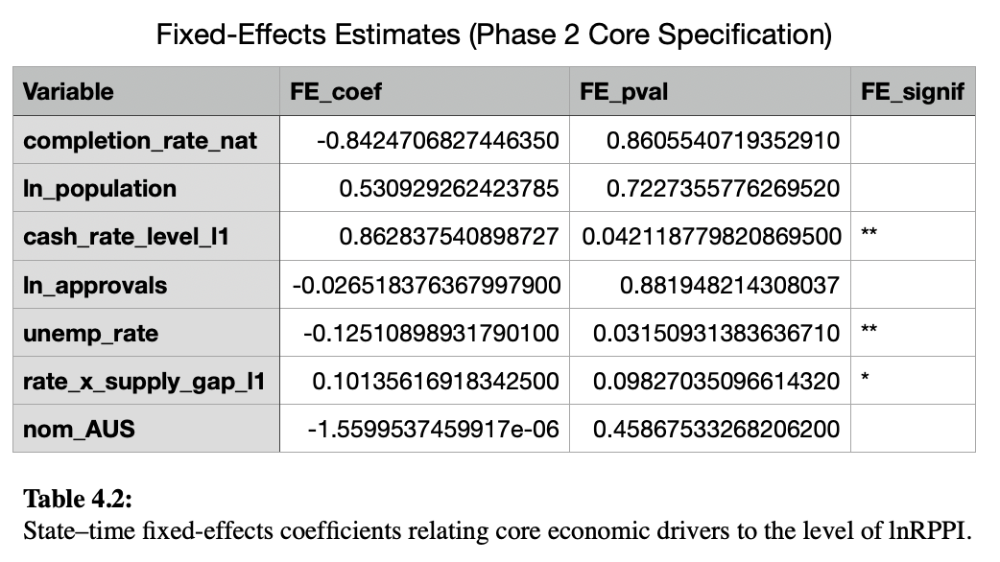 Fixed-Effects Estimates (Phase 2 Core Specification)
Variable FE_coef FE_pval FE_signif
completion_rate_nat -0.8424706827446350 0.8605540719352910
ln_population 0.530929262423785 0.7227355776269520
cash_rate_level_l1 0.862837540898727 0.042118779820869500 **
ln_approvals -0.026518376367997900 0.881948214308037
unemp_rate -0.12510898931790100 0.03150931383636710 **
rate_x_supply_gap_l1 0.10135616918342500 0.09827035096614320 *
nom_AUS -1.5599537459917e-06 0.45867533268206200
Table 4.2:
State–time fixed-effects coefficients relating core economic drivers to the level of lnRPPI.